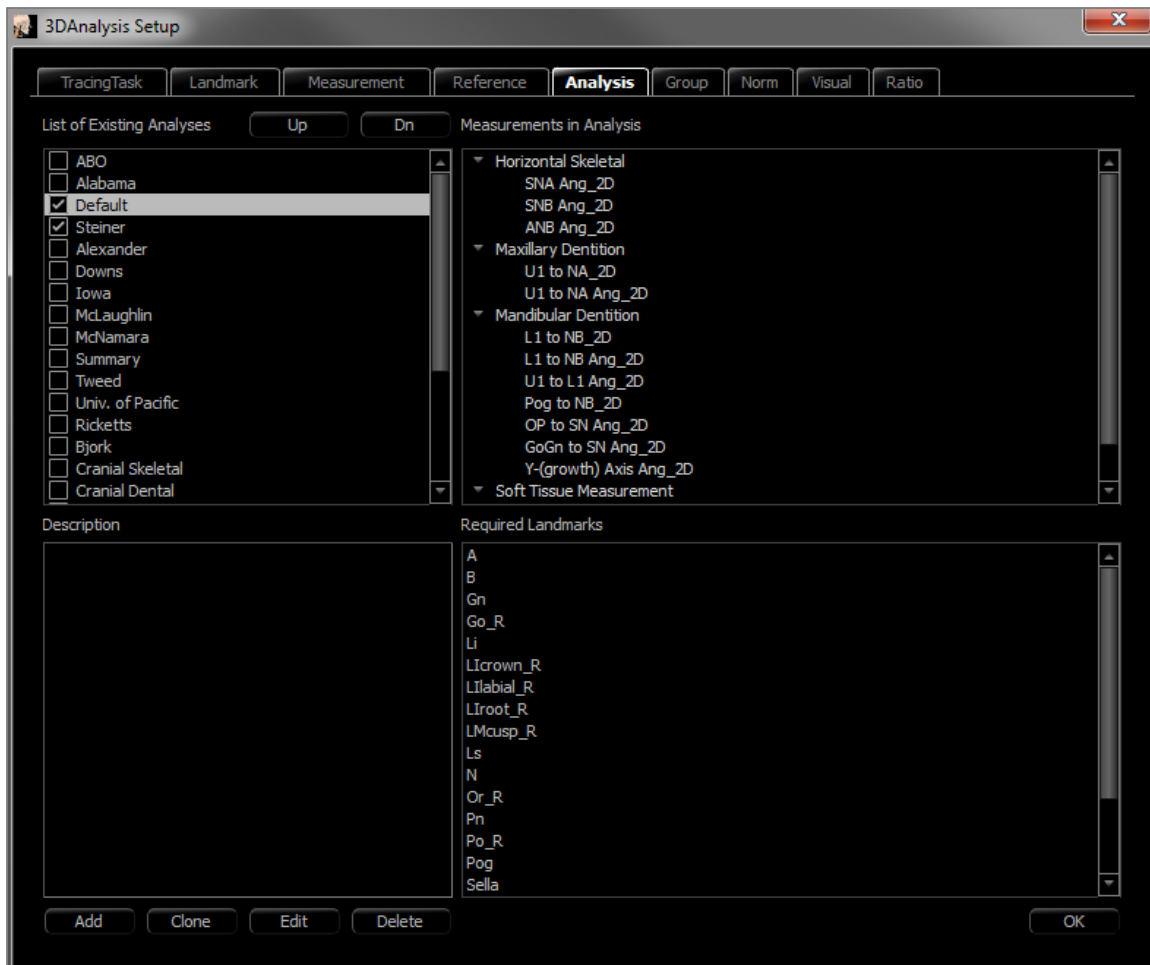 3DAnalysis Setup
TracingTask Landmark Measurement Reference Analysis Group Norm Visual Ratio
List of Existing Analyses Up Dn Measurements in Analysis
ABO
Alabama
Default
Steiner
Alexander
Downs
Iowa
McLaughlin
McNamara
Summary
Tweed
Univ. of Pacific
Ricketts
Bjork
Cranial Skeletal
Cranial Dental
Horizontal Skeletal
SNA Ang_2D
SNB Ang_2D
ANB Ang_2D
Maxillary Dentition
U1 to NA_2D
U1 to NA Ang_2D
Mandibular Dentition
L1 to NB_2D
L1 to NB Ang_2D
U1 to L1 Ang_2D
Pog to NB_2D
OP to SN Ang_2D
GoGn to SN Ang_2D
Y-(growth) Axis Ang_2D
Soft Tissue Measurement
Description
Required Landmarks
A
B
Gn
Go_R
Li
LIcrown_R
LIlabial_R
LIroot_R
LMcusp_R
Ls
N
Or_R
Pn
Po_R
Pog
Sella
Add Clone Edit Delete OK